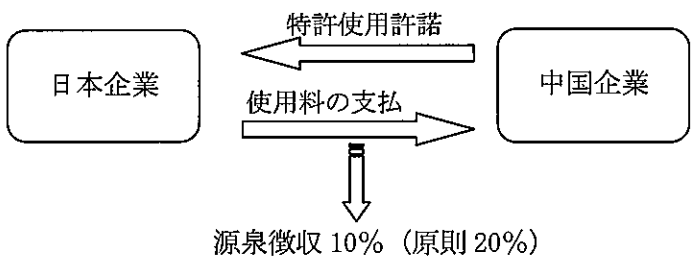 特許使用許諾
日本企業
中国企業
使用料の支払
源泉徴収 10%（原則 20%）